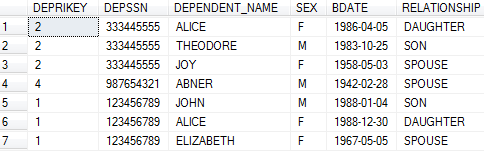 DEPRIKEY DEPSSN DEPENDENT_NAME SEX BDATE RELATIONSHIP
1 2 333445555 ALICE F 1986-04-05 DAUGHTER
2 2 333445555 THEODORE M 1983-10-25 SON
3 2 333445555 JOY F 1958-05-03 SPOUSE
4 4 987654321 ABNER M 1942-02-28 SPOUSE
5 1 123456789 JOHN M 1988-01-04 SON
6 1 123456789 ALICE F 1988-12-30 DAUGHTER
7 1 123456789 ELIZABETH F 1967-05-05 SPOUSE